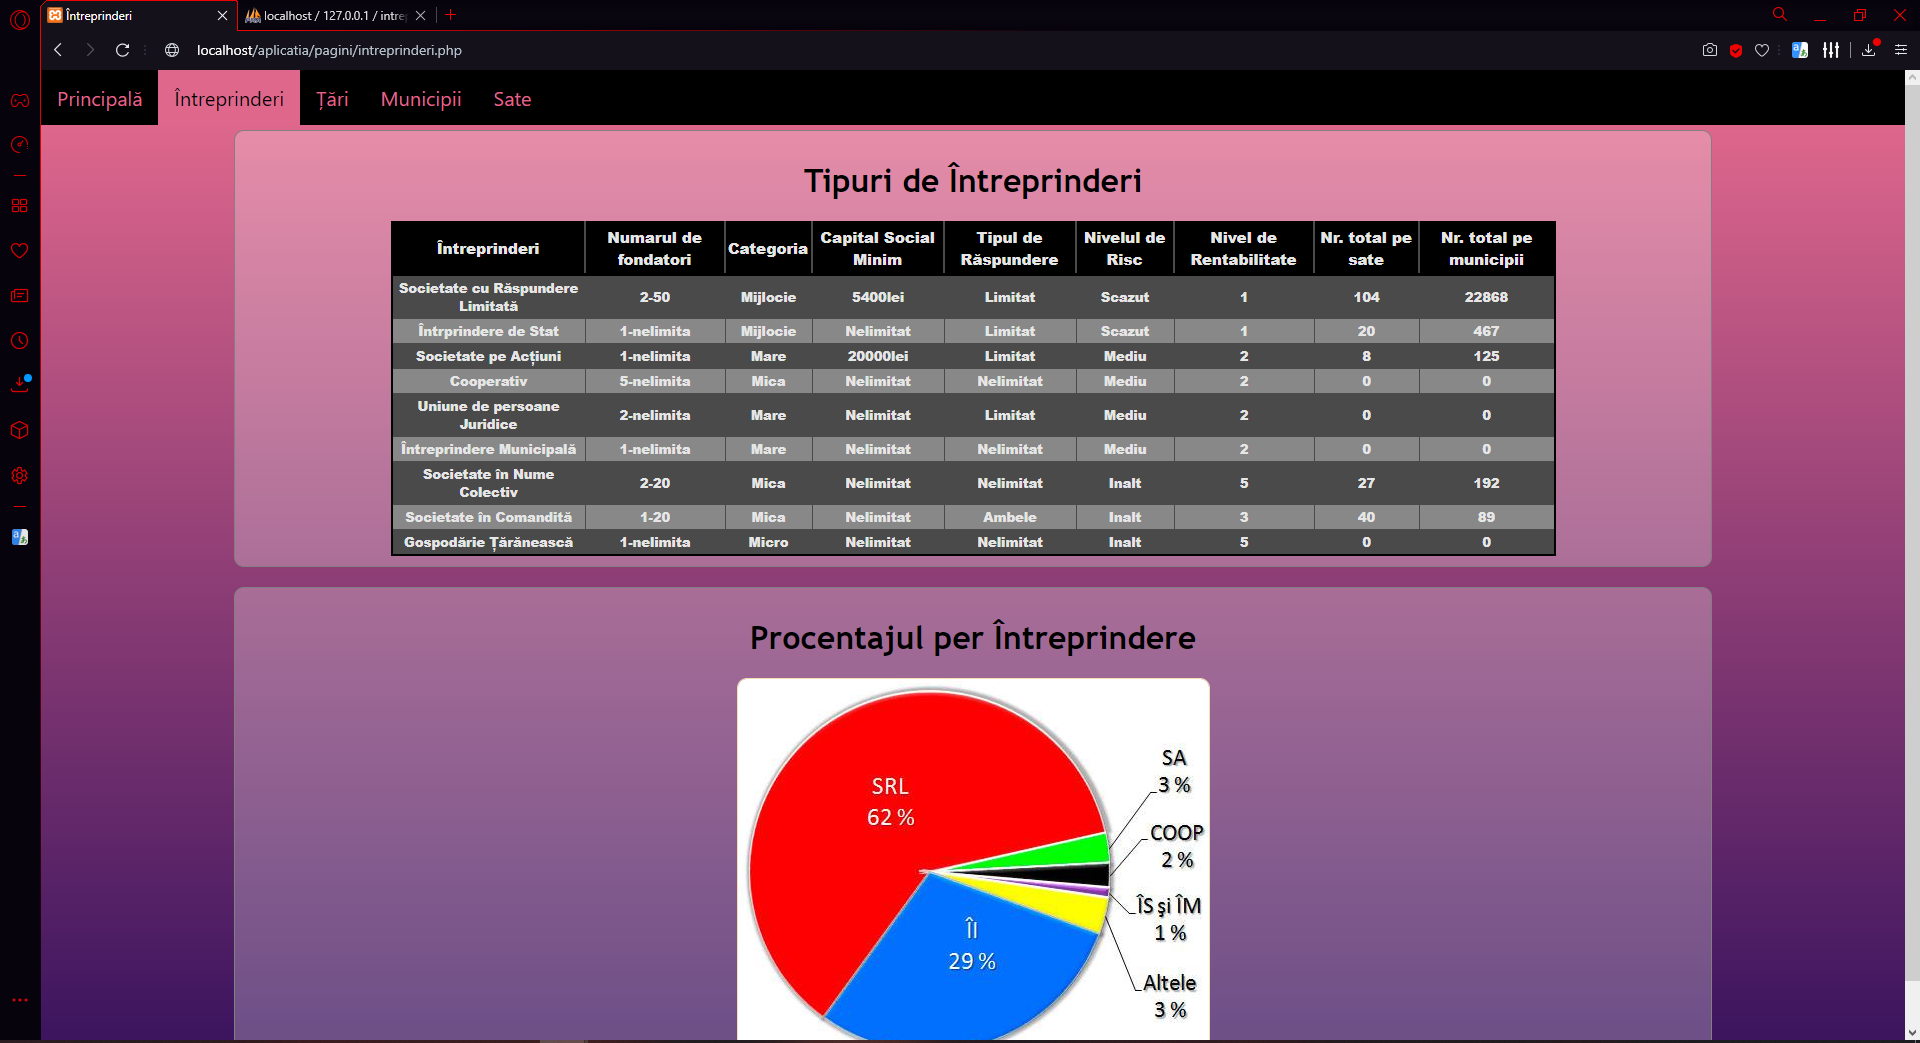 Întreprinderi
localhost / 127.0.0.1 / intre
localhost/aplicatia/pagini/intreprinderi.php
Principală Întreprinderi Țări Municipii Sate
Tipuri de Întreprinderi
Întreprinderi Numarul de fondatori Categoria Capital Social Minim Tipul de Răspundere Nivelul de Risc Nivel de Rentabilitate Nr. total pe sate Nr. total pe municipii
Societate cu Răspundere Limitată 2-50 Mijlocie 5400lei Limitat Scazut 1 104 22868
Întrprindere de Stat 1-nelimita Mijlocie Nelimitat Limitat Scazut 1 20 467
Societate pe Acțiuni 1-nelimita Mare 20000lei Limitat Mediu 2 8 125
Cooperativ 5-nelimita Mica Nelimitat Nelimitat Mediu 2 0 0
Uniune de persoane Juridice 2-nelimita Mare Nelimitat Limitat Mediu 2 0 0
Întreprindere Municipală 1-nelimita Mare Nelimitat Nelimitat Mediu 2 0 0
Societate în Nume Colectiv 2-20 Mica Nelimitat Nelimitat Inalt 5 27 192
Societate în Comandită 1-20 Mica Nelimitat Ambele Inalt 3 40 89
Gospodărie Țărănească 1-nelimita Micro Nelimitat Nelimitat Inalt 5 0 0
Procentajul per Întreprindere
SRL
62 %
SA
3 %
COOP
2 %
ÎS şi ÎM
1 %
ÎI
29 %
Altele
3 %